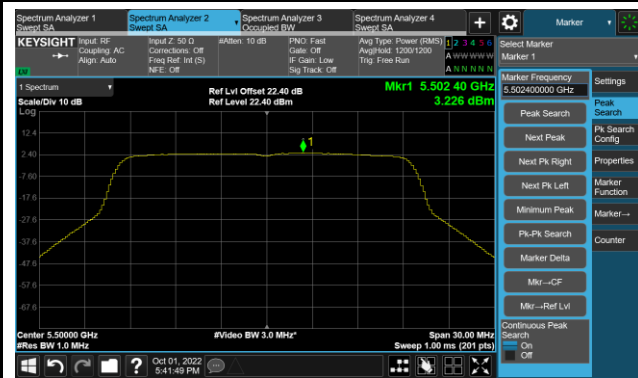 Spectrum Analyzer 1
Swept SA
Spectrum Analyzer 2
Swept SA
Spectrum Analyzer 3
Occupied BW
Spectrum Analyzer 4
Swept SA
+
Marker
KEYSIGHT
Input: RF
Coupling: AC
Align: Auto
Input Z: 50 Ω
Corrections: Off
Freq Ref: Int (S)
NFE: Off
#Atten: 10 dB
PNO: Fast
Gate: Off
IF Gain: Low
Sig Track: Off
Avg Type: Power (RMS)
Avg|Hold: 1200/1200
Trig: Free Run
1 2 3 4 5 6
A W W W W W
A N N N N N
LXI
Select Marker
Marker 1
1 Spectrum
Scale/Div 10 dB
Log
Ref Lvl Offset 22.40 dB
Ref Level 22.40 dBm
Mkr1 5.502 40 GHz
3.226 dBm
12.4
2.40
-7.60
-17.6
-27.6
-37.6
-47.6
-57.6
-67.6
1
Center 5.50000 GHz
#Res BW 1.0 MHz
#Video BW 3.0 MHz*
Span 30.00 MHz
Sweep 1.00 ms (201 pts)
Marker Frequency
5.502400000 GHz
Peak Search
Next Peak
Next Pk Right
Next Pk Left
Minimum Peak
Pk-Pk Search
Marker Delta
Mkr→CF
Mkr→Ref Lvl
Continuous Peak
Search
On
Off
Settings
Peak
Search
Pk Search
Config
Properties
Marker
Function
Marker→
Counter
?
Oct 01, 2022
5:41:49 PM